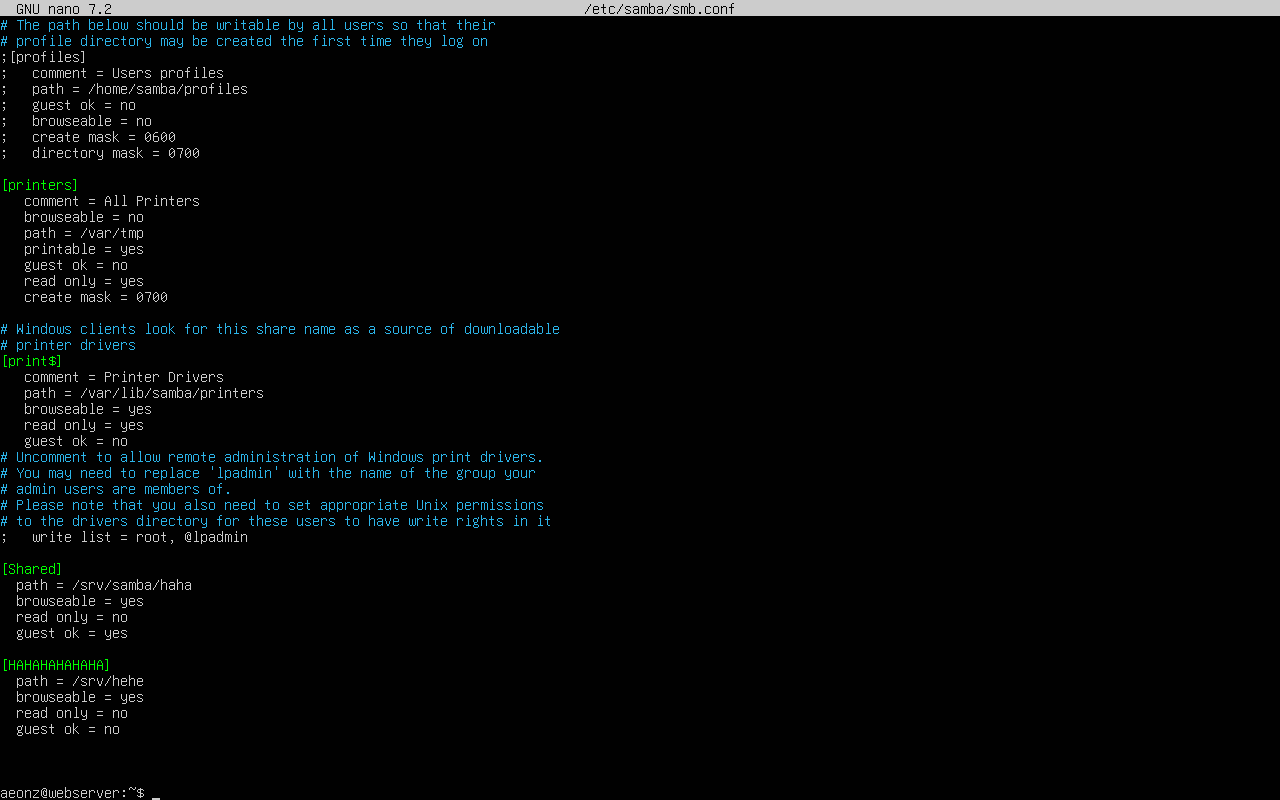 GNU nano 7.2 /etc/samba/smb.conf
# The path below should be writable by all users so that their
# profile directory may be created the first time they log on
;[profiles]
;   comment = Users profiles
;   path = /home/samba/profiles
;   guest ok = no
;   browseable = no
;   create mask = 0600
;   directory mask = 0700
[printers]
   comment = All Printers
   browseable = no
   path = /var/tmp
   printable = yes
   guest ok = no
   read only = yes
   create mask = 0700
# Windows clients look for this share name as a source of downloadable
# printer drivers
[print$]
   comment = Printer Drivers
   path = /var/lib/samba/printers
   browseable = yes
   read only = yes
   guest ok = no
# Uncomment to allow remote administration of Windows print drivers.
# You may need to replace 'lpadmin' with the name of the group your
# admin users are members of.
# Please note that you also need to set appropriate Unix permissions
# to the drivers directory for these users to have write rights in it
;   write list = root, @lpadmin
[Shared]
  path = /srv/samba/haha
  browseable = yes
  read only = no
  guest ok = yes
[HAHAHAHAHAHA]
  path = /srv/hehe
  browseable = yes
  read only = no
  guest ok = no
aeonz@webserver:~$ _